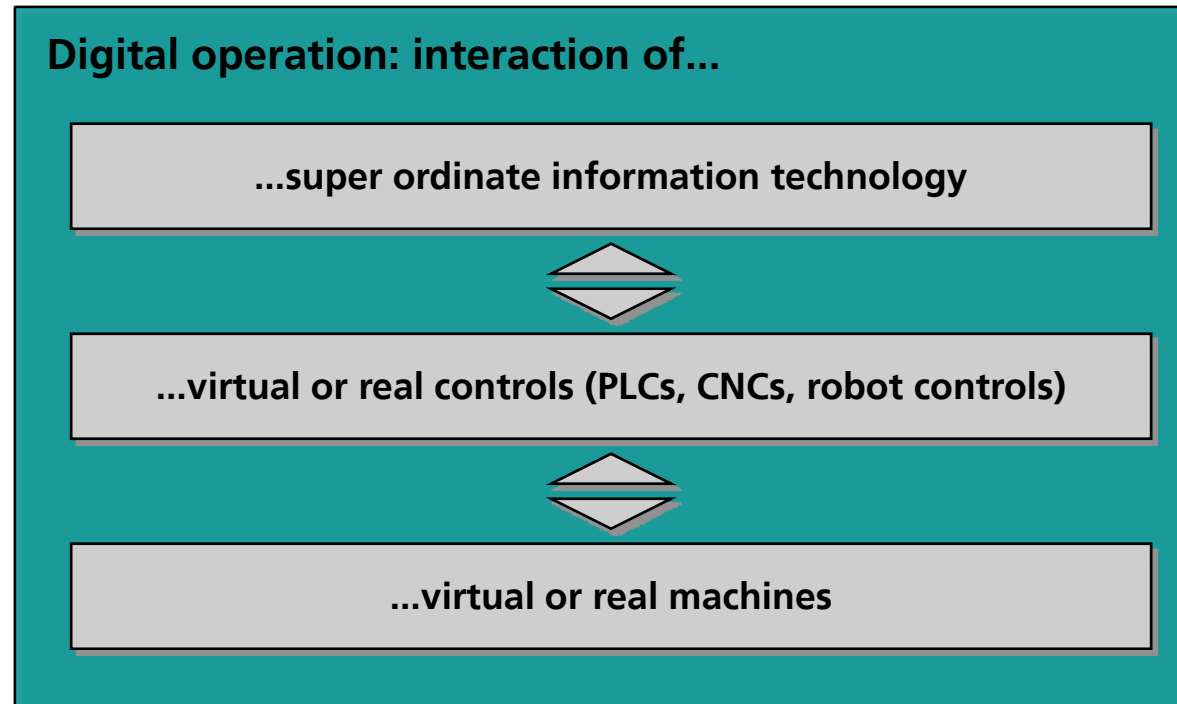 Digital operation: interaction of...
...super ordinate information technology
...virtual or real controls (PLCs, CNCs, robot controls)
...virtual or real machines